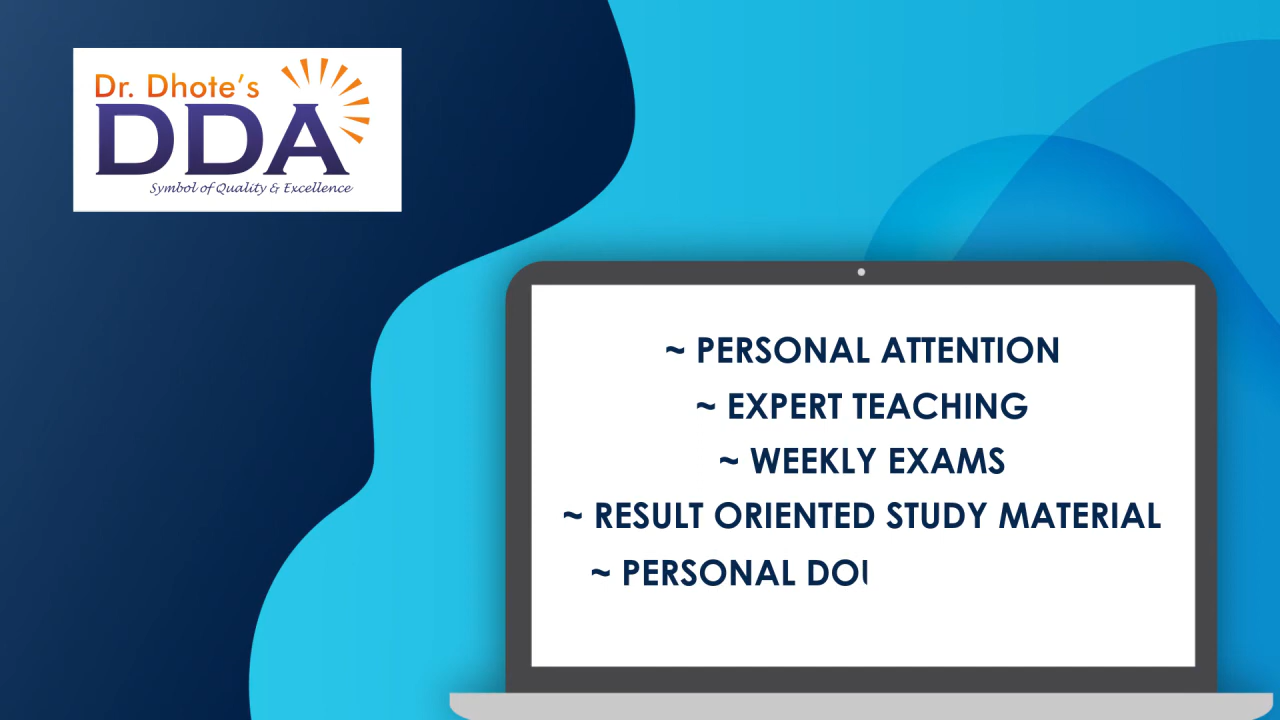 Dr. Dhote's
DDA
Symbol of Quality & Excellence
~ PERSONAL ATTENTION
~ EXPERT TEACHING
~ WEEKLY EXAMS
~ RESULT ORIENTED STUDY MATERIAL
~ PERSONAL